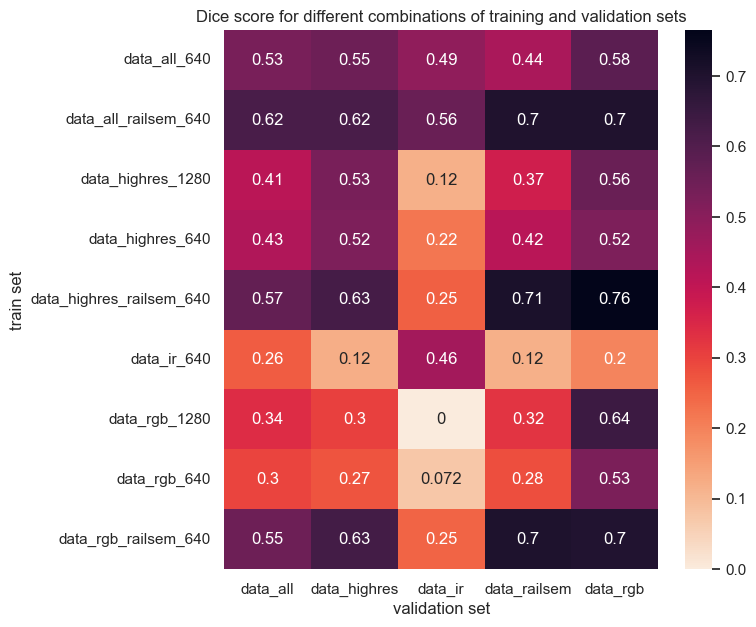 Dice score for different combinations of training and validation sets
data_all_640 0.53 0.55 0.49 0.44 0.58
data_all_railsem_640 0.62 0.62 0.56 0.7 0.7
data_highres_1280 0.41 0.53 0.12 0.37 0.56
data_highres_640 0.43 0.52 0.22 0.42 0.52
data_highres_railsem_640 0.57 0.63 0.25 0.71 0.76
data_ir_640 0.26 0.12 0.46 0.12 0.2
data_rgb_1280 0.34 0.3 0 0.32 0.64
data_rgb_640 0.3 0.27 0.072 0.28 0.53
data_rgb_railsem_640 0.55 0.63 0.25 0.7 0.7
data_all data_highres data_ir data_railsem data_rgb
validation set
train set
0.7
0.6
0.5
0.4
0.3
0.2
0.1
0.0